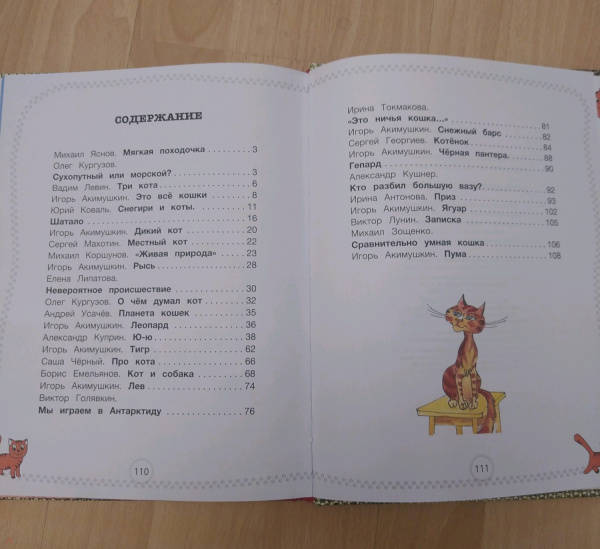 СОДЕРЖАНИЕ
Михаил Яснов. Мягкая походочка . . . . . . . . . 3
Олег Кургузов.
Сухопутный или морской? . . . . . . . . . . . . . . . 3
Вадим Левин. Три кота . . . . . . . . . . . . . . . . . 6
Игорь Акимушкин. Это всё кошки . . . . . . . . . 8
Юрий Коваль. Снегири и коты. . . . . . . . . . . . 11
Шатало . . . . . . . . . . . . . . . . . . . . . . . . . . . 16
Игорь Акимушкин. Дикий кот . . . . . . . . . . . 20
Сергей Махотин. Местный кот . . . . . . . . . . . 22
Михаил Коршунов. «Живая природа» . . . . . 23
Игорь Акимушкин. Рысь . . . . . . . . . . . . . . . 28
Елена Липатова.
Невероятное происшествие . . . . . . . . . . . . . 30
Олег Кургузов. О чём думал кот . . . . . . . . . 32
Андрей Усачёв. Планета кошек . . . . . . . . . . 35
Игорь Акимушкин. Леопард . . . . . . . . . . . . . 36
Александр Куприн. Ю-ю . . . . . . . . . . . . . . . 38
Игорь Акимушкин. Тигр . . . . . . . . . . . . . . . 62
Саша Чёрный. Про кота . . . . . . . . . . . . . . . 66
Борис Емельянов. Кот и собака . . . . . . . . . . 68
Игорь Акимушкин. Лев . . . . . . . . . . . . . . . . 74
Виктор Голявкин.
Мы играем в Антарктиду . . . . . . . . . . . . . . . 76
110
Ирина Токмакова.
«Это ничья кошка...» . . . . . . . . . . . . . . . . . 81
Игорь Акимушкин. Снежный барс . . . . . . . . 82
Сергей Георгиев. Котёнок . . . . . . . . . . . . . . 84
Игорь Акимушкин. Чёрная пантера. . . . . . . . 88
Гепард . . . . . . . . . . . . . . . . . . . . . . . . . . . 90
Александр Кушнер.
Кто разбил большую вазу? . . . . . . . . . . . . . 92
Ирина Антонова. Приз . . . . . . . . . . . . . . . . 93
Игорь Акимушкин. Ягуар . . . . . . . . . . . . . . 102
Виктор Лунин. Записка . . . . . . . . . . . . . . . 105
Михаил Зощенко.
Сравнительно умная кошка . . . . . . . . . . . . 106
Игорь Акимушкин. Пума . . . . . . . . . . . . . . 108
111